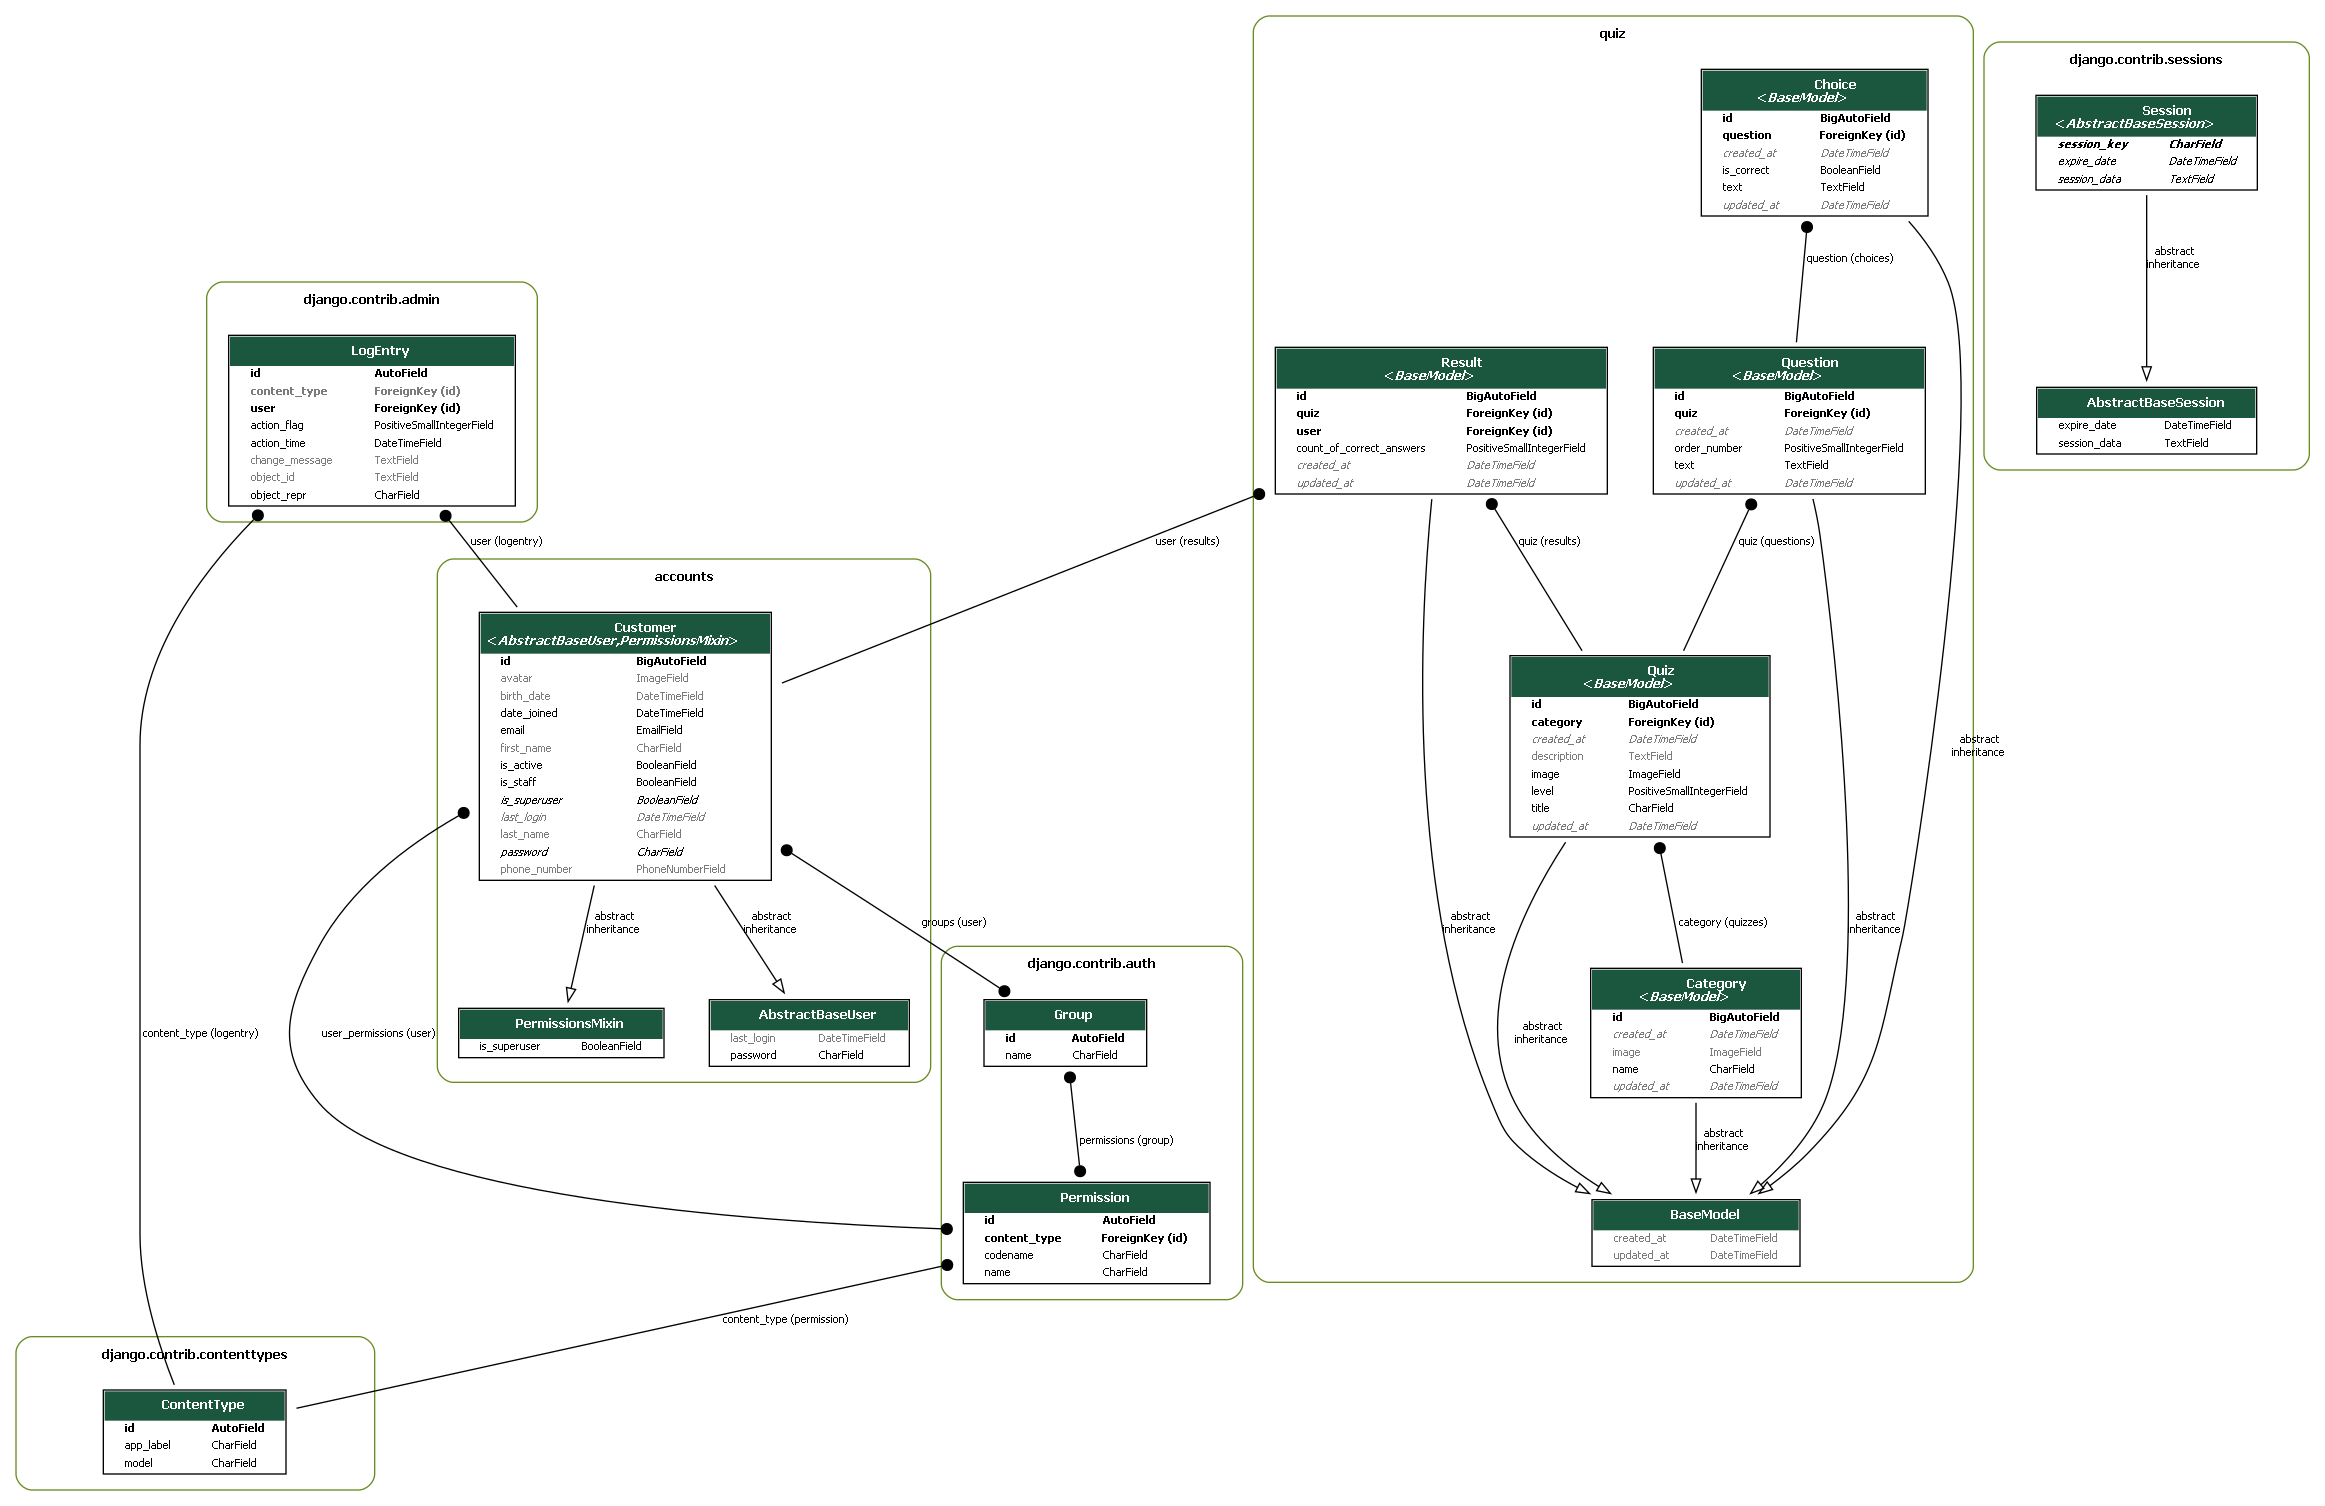 quiz
Choice
<BaseModel>
id BigAutoField
question ForeignKey (id)
created_at DateTimeField
is_correct BooleanField
text TextField
updated_at DateTimeField
question (choices)
django.contrib.sessions
Session
<AbstractBaseSession>
session_key CharField
expire_date DateTimeField
session_data TextField
abstract
inheritance
AbstractBaseSession
expire_date DateTimeField
session_data TextField
django.contrib.admin
LogEntry
id AutoField
content_type ForeignKey (id)
user ForeignKey (id)
action_flag PositiveSmallIntegerField
action_time DateTimeField
change_message TextField
object_id TextField
object_repr CharField
user (logentry)
Result
<BaseModel>
id BigAutoField
quiz ForeignKey (id)
user ForeignKey (id)
count_of_correct_answers PositiveSmallIntegerField
created_at DateTimeField
updated_at DateTimeField
Question
<BaseModel>
id BigAutoField
quiz ForeignKey (id)
created_at DateTimeField
order_number PositiveSmallIntegerField
text TextField
updated_at DateTimeField
user (results)
quiz (results)
quiz (questions)
accounts
Customer
<AbstractBaseUser,PermissionsMixin>
id BigAutoField
avatar ImageField
birth_date DateTimeField
date_joined DateTimeField
email EmailField
first_name CharField
is_active BooleanField
is_staff BooleanField
is_superuser BooleanField
last_login DateTimeField
last_name CharField
password CharField
phone_number PhoneNumberField
Quiz
<BaseModel>
id BigAutoField
category ForeignKey (id)
created_at DateTimeField
description TextField
image ImageField
level PositiveSmallIntegerField
title CharField
updated_at DateTimeField
abstract
inheritance
abstract
inheritance
abstract
inheritance
groups (user)
abstract
inheritance
category (quizzes)
abstract
inheritance
django.contrib.auth
PermissionsMixin
is_superuser BooleanField
AbstractBaseUser
last_login DateTimeField
password CharField
Group
id AutoField
name CharField
Category
<BaseModel>
id BigAutoField
created_at DateTimeField
image ImageField
name CharField
updated_at DateTimeField
content_type (logentry)
user_permissions (user)
abstract
inheritance
permissions (group)
abstract
inheritance
Permission
id AutoField
content_type ForeignKey (id)
codename CharField
name CharField
BaseModel
created_at DateTimeField
updated_at DateTimeField
content_type (permission)
django.contrib.contenttypes
ContentType
id AutoField
app_label CharField
model CharField